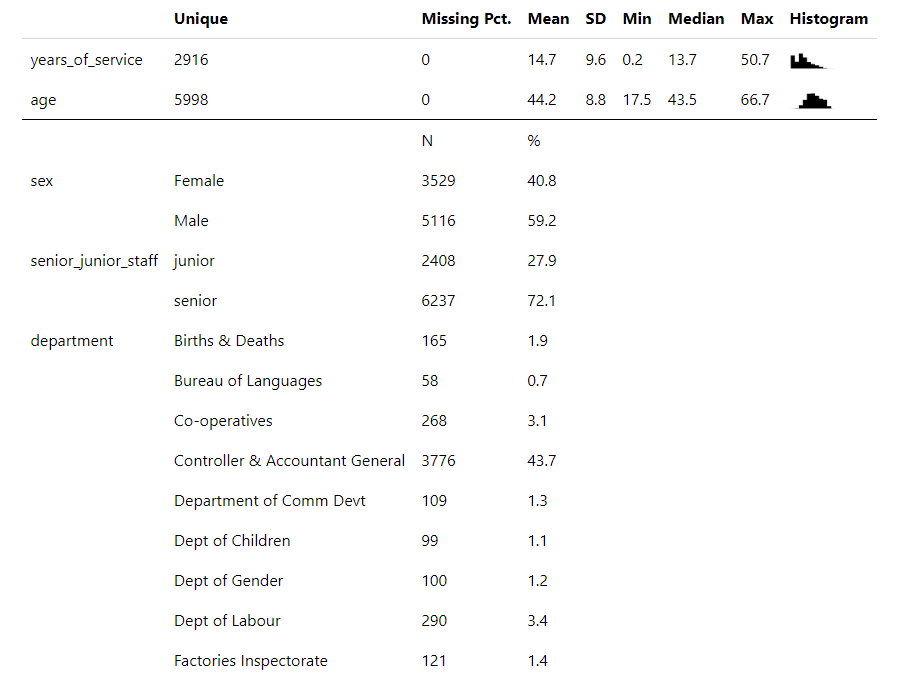 Unique Missing Pct. Mean SD Min Median Max Histogram
years_of_service 2916 0 14.7 9.6 0.2 13.7 50.7
age 5998 0 44.2 8.8 17.5 43.5 66.7
N %
sex Female 3529 40.8
Male 5116 59.2
senior_junior_staff junior 2408 27.9
senior 6237 72.1
department Births & Deaths 165 1.9
Bureau of Languages 58 0.7
Co-operatives 268 3.1
Controller & Accountant General 3776 43.7
Department of Comm Devt 109 1.3
Dept of Children 99 1.1
Dept of Gender 100 1.2
Dept of Labour 290 3.4
Factories Inspectorate 121 1.4